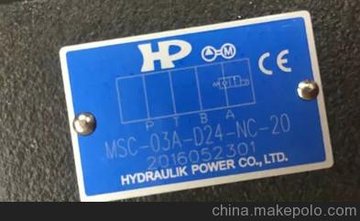 HP M CE
P T B A
MSC-03A-D24-NC-20
2016052301
HYDRAULIK POWER CO., LTD.
china.makepolo.com